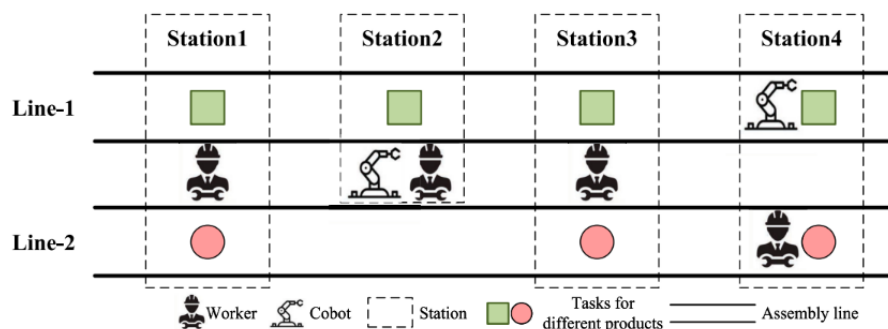 Station1 Station2 Station3 Station4
Line-1
Line-2
Worker Cobot Station Tasks for different products Assembly line